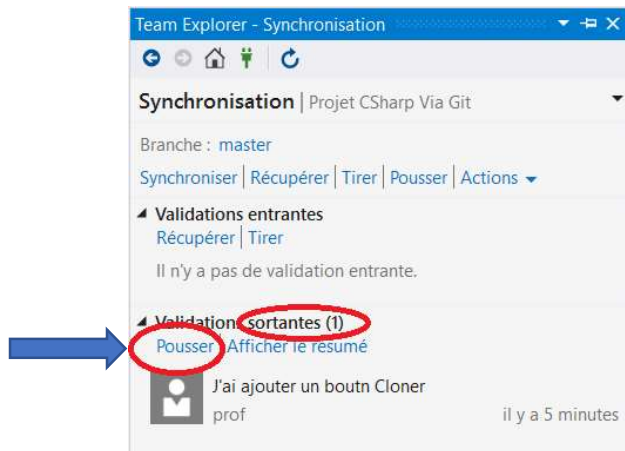 Team Explorer - Synchronisation
Synchronisation | Projet CSharp Via Git
Branche : master
Synchroniser | Récupérer | Tirer | Pousser | Actions
Validations entrantes
Récupérer | Tirer
Il n'y a pas de validation entrante.
Validations sortantes (1)
Pousser | Afficher le résumé
J'ai ajouter un boutn Cloner
prof il y a 5 minutes